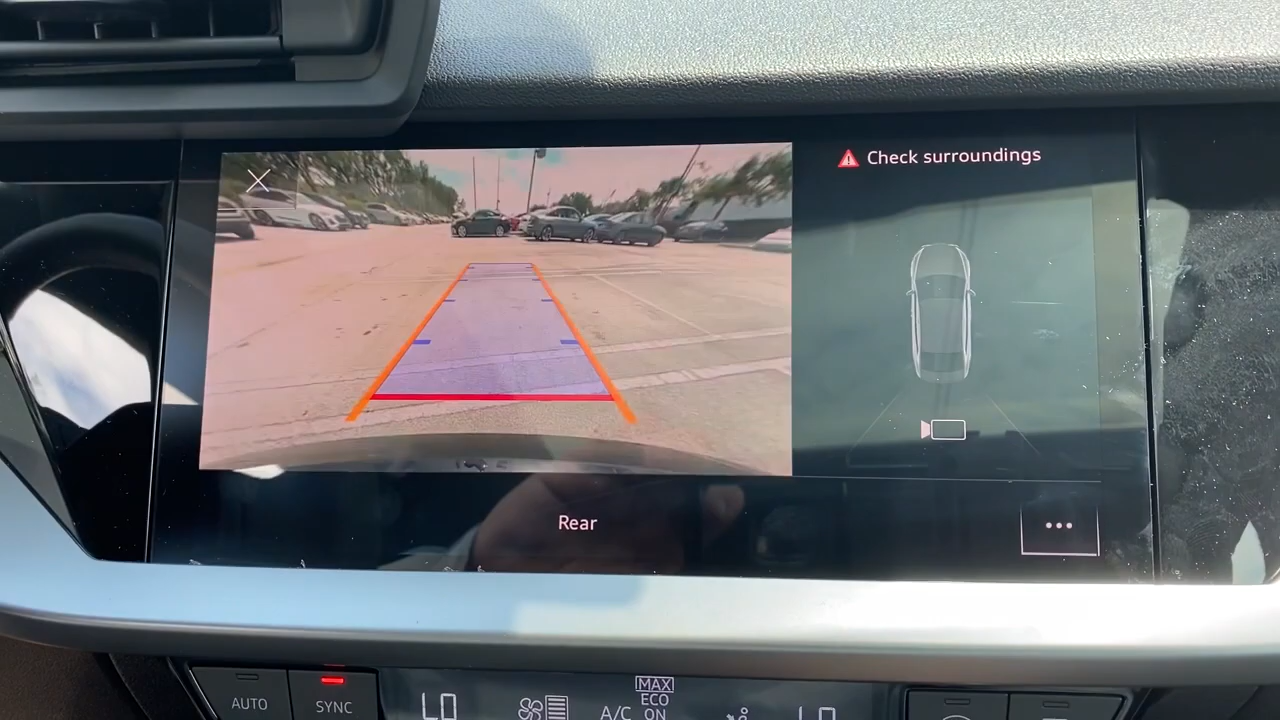 Check surroundings
Rear
AUTO
SYNC
LO
A/C
MAX
ECO
ON
LO